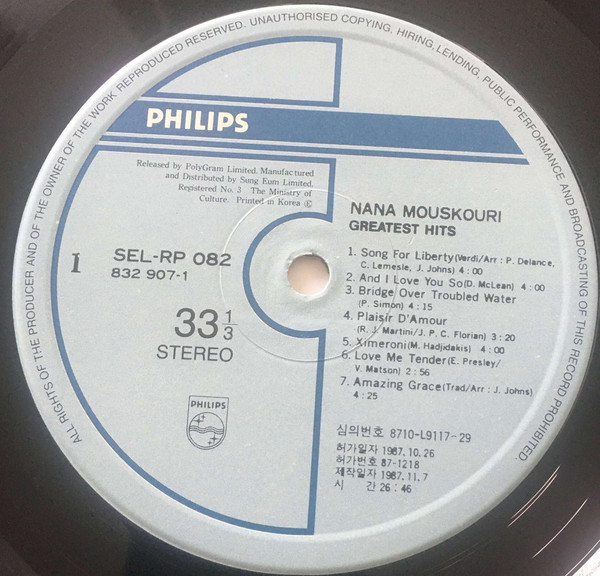 ALL RIGHTS OF THE PRODUCER AND OF THE OWNER OF THE WORK REPRODUCED RESERVED. UNAUTHORISED COPYING, HIRING, LENDING, PUBLIC PERFORMANCE AND BROADCASTING OF THIS RECORD PROHIBITED.
PHILIPS
Released by PolyGram Limited. Manufactured
and Distributed by Sung Eum Limited.
Registered No. 3 The Ministry of
Culture. Printed in Korea Ⓒ
1
SEL-RP 082
832 907-1
33 1/3
STEREO
PHILIPS
NANA MOUSKOURI
GREATEST HITS
1. Song For Liberty(Verdi/Arr : P. Delance,
C. Lemesle, J. Johns) 4 : 00
2. And I Love You So(D. McLean) 4 : 00
3. Bridge Over Troubled Water
(P. Simon) 4 : 15
4. Plaisir D'Amour
(R. J. Martini/J. P. C. Florian) 3 : 20
5. Ximeroni(M. Hadjidakis) 4 : 00
6. Love Me Tender(E. Presley/
V. Matson) 2 : 56
7. Amazing Grace(Trad/Arr : J. Johns)
4 : 25
심의번호 8710-L9117-29
허가일자 1987. 10. 26
허가번호 87-1218
제작일자 1987. 11. 7
시 간 26 : 46